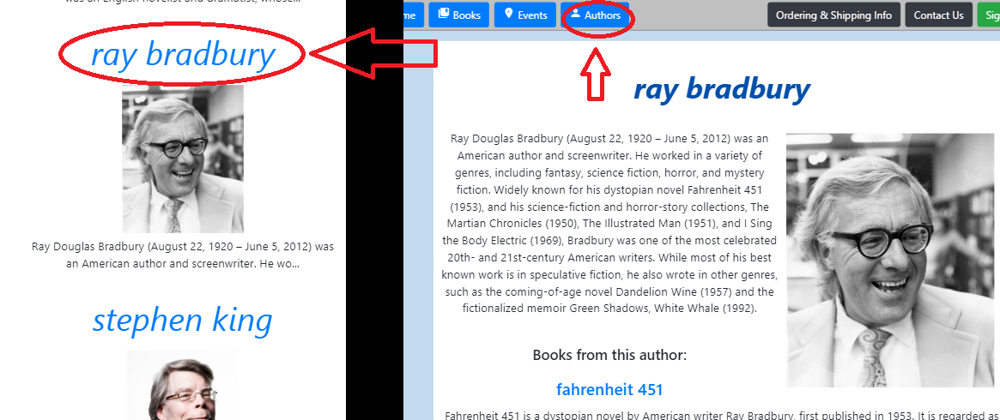 was an English novelist and dramatist, whose...
ray bradbury
Ray Douglas Bradbury (August 22, 1920 – June 5, 2012) was
an American author and screenwriter. He wo...
stephen king
me Books Events Authors Ordering & Shipping Info Contact Us Sig
ray bradbury
Ray Douglas Bradbury (August 22, 1920 – June 5, 2012) was an
American author and screenwriter. He worked in a variety of
genres, including fantasy, science fiction, horror, and mystery
fiction. Widely known for his dystopian novel Fahrenheit 451
(1953), and his science-fiction and horror-story collections, The
Martian Chronicles (1950), The Illustrated Man (1951), and I Sing
the Body Electric (1969), Bradbury was one of the most celebrated
20th- and 21st-century American writers. While most of his best
known work is in speculative fiction, he also wrote in other genres,
such as the coming-of-age novel Dandelion Wine (1957) and the
fictionalized memoir Green Shadows, White Whale (1992).
Books from this author:
fahrenheit 451
Fahrenheit 451 is a dystopian novel by American writer Ray Bradbury, first published in 1953. It is regarded as